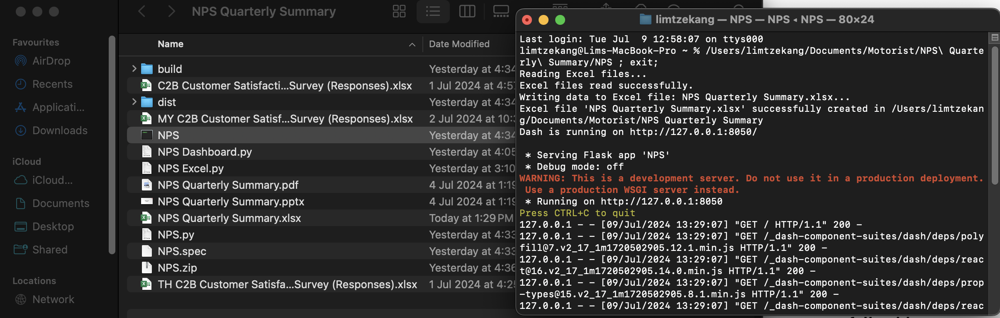 NPS Quarterly Summary
Favourites
AirDrop
Recents
Applicati...
Downloads
iCloud
iCloud...
Documents
Desktop
Shared
Locations
Network
Name
Date Modified
build
Yesterday at 4:34
C2B Customer Satisfacti...Survey (Responses).xlsx
1 Jul 2024 at 4:57
dist
Yesterday at 4:34
MY C2B Customer Satisf...Survey (Responses).xlsx
2 Jul 2024 at 10:3
NPS
Yesterday at 4:34
NPS Dashboard.py
Yesterday at 4:05
NPS Excel.py
Yesterday at 3:10
NPS Quarterly Summary.pdf
4 Jul 2024 at 1:19
NPS Quarterly Summary.pptx
4 Jul 2024 at 1:19
NPS Quarterly Summary.xlsx
Today at 1:29 PM
NPS.py
Yesterday at 4:33
NPS.spec
Yesterday at 4:33
NPS.zip
Yesterday at 4:36
TH C2B Customer Satisfa...Survey (Responses).xlsx
1 Jul 2024 at 4:25
limtzekang — NPS — NPS ◂ NPS — 80×24
Last login: Tue Jul  9 12:58:07 on ttys000
limtzekang@Lims-MacBook-Pro ~ % /Users/limtzekang/Documents/Motorist/NPS\ Quarte
rly\ Summary/NPS ; exit;
Reading Excel files...
Excel files read successfully.
Writing data to Excel file: NPS Quarterly Summary.xlsx...
Excel file 'NPS Quarterly Summary.xlsx' successfully created in /Users/limtzekan
g/Documents/Motorist/NPS Quarterly Summary
Dash is running on http://127.0.0.1:8050/
* Serving Flask app 'NPS'
* Debug mode: off
WARNING: This is a development server. Do not use it in a production deployment.
Use a production WSGI server instead.
* Running on http://127.0.0.1:8050
Press CTRL+C to quit
127.0.0.1 - - [09/Jul/2024 13:29:07] "GET / HTTP/1.1" 200 -
127.0.0.1 - - [09/Jul/2024 13:29:07] "GET /_dash-component-suites/dash/deps/poly
fill@7.v2_17_1m1720502905.12.1.min.js HTTP/1.1" 200 -
127.0.0.1 - - [09/Jul/2024 13:29:07] "GET /_dash-component-suites/dash/deps/reac
t@16.v2_17_1m1720502905.14.0.min.js HTTP/1.1" 200 -
127.0.0.1 - - [09/Jul/2024 13:29:07] "GET /_dash-component-suites/dash/deps/prop
-types@15.v2_17_1m1720502905.8.1.min.js HTTP/1.1" 200 -
127.0.0.1 - - [09/Jul/2024 13:29:07] "GET /_dash-component-suites/dash/deps/reac